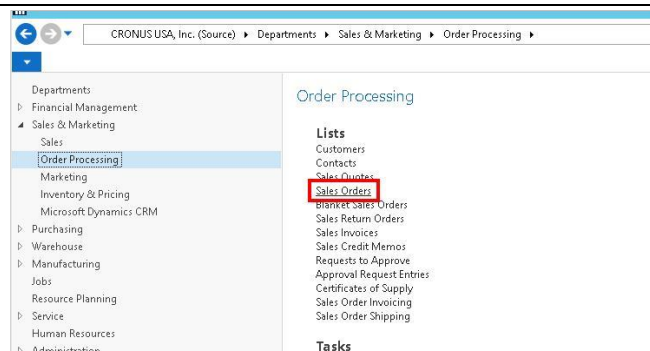 CRONUS USA, Inc. (Source) ▸ Departments ▸ Sales & Marketing ▸ Order Processing ▸
Departments
Financial Management
Sales & Marketing
Sales
Order Processing
Marketing
Inventory & Pricing
Microsoft Dynamics CRM
Purchasing
Warehouse
Manufacturing
Jobs
Resource Planning
Service
Human Resources
Administration
Order Processing
Lists
Customers
Contacts
Sales Quotes
Sales Orders
Blanket Sales Orders
Sales Return Orders
Sales Invoices
Sales Credit Memos
Requests to Approve
Approval Request Entries
Certificates of Supply
Sales Order Invoicing
Sales Order Shipping
Tasks